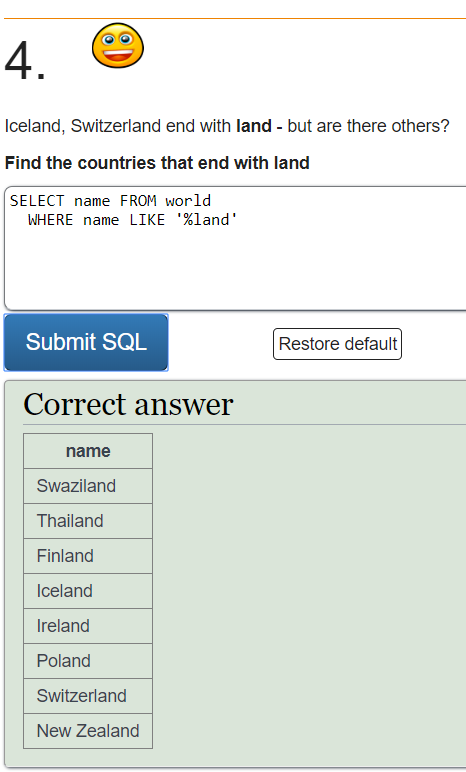 4.
Iceland, Switzerland end with land - but are there others?
Find the countries that end with land
SELECT name FROM world
  WHERE name LIKE '%land'
Submit SQL
Restore default
Correct answer
name
Swaziland
Thailand
Finland
Iceland
Ireland
Poland
Switzerland
New Zealand